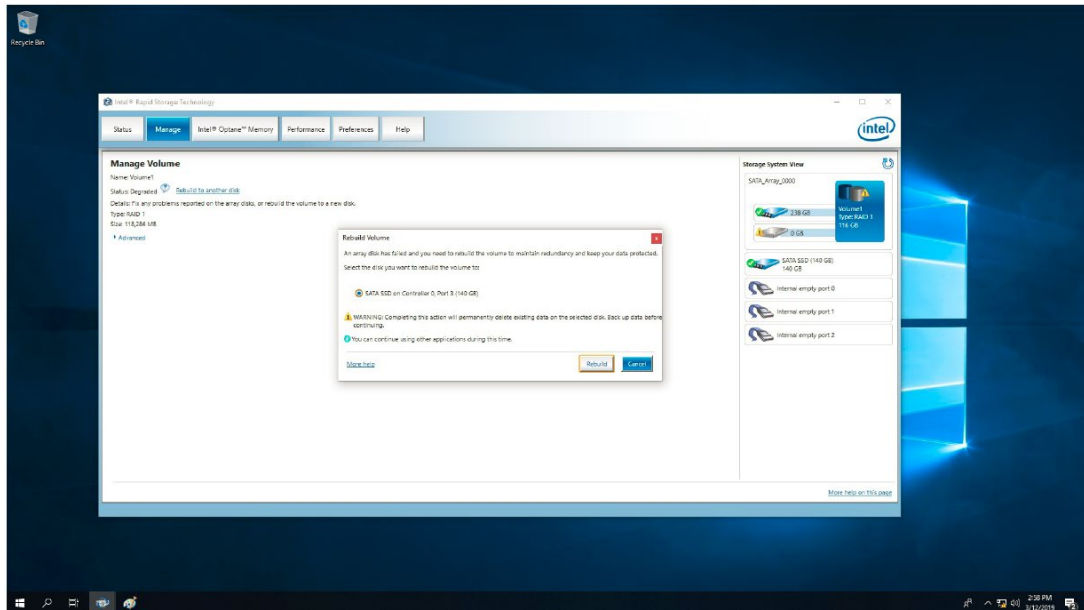 Recycle Bin
Intel® Rapid Storage Technology
Status
Manage
Intel® Optane™ Memory
Performance
Preferences
Help
intel
Manage Volume
Name: Volume1
Status: Degraded
Rebuild to another disk
Details: Fix any problems reported on the array disks, or rebuild the volume to a new disk.
Type: RAID 1
Size: 118,284 MB
Advanced
Rebuild Volume
An array disk has failed and you need to rebuild the volume to maintain redundancy and keep your data protected.
Select the disk you want to rebuild the volume to:
SATA SSD on Controller 0, Port 3 (140 GB)
WARNING: Completing this action will permanently delete existing data on the selected disk. Back up data before
continuing.
You can continue using other applications during this time.
More help
Rebuild
Cancel
Storage System View
SATA_Array_0000
238 GB
0 GB
Volume1
Type: RAID 1
116 GB
SATA SSD (140 GB)
140 GB
Internal empty port 0
Internal empty port 1
Internal empty port 2
More help on this page
2:58 PM
3/12/2019